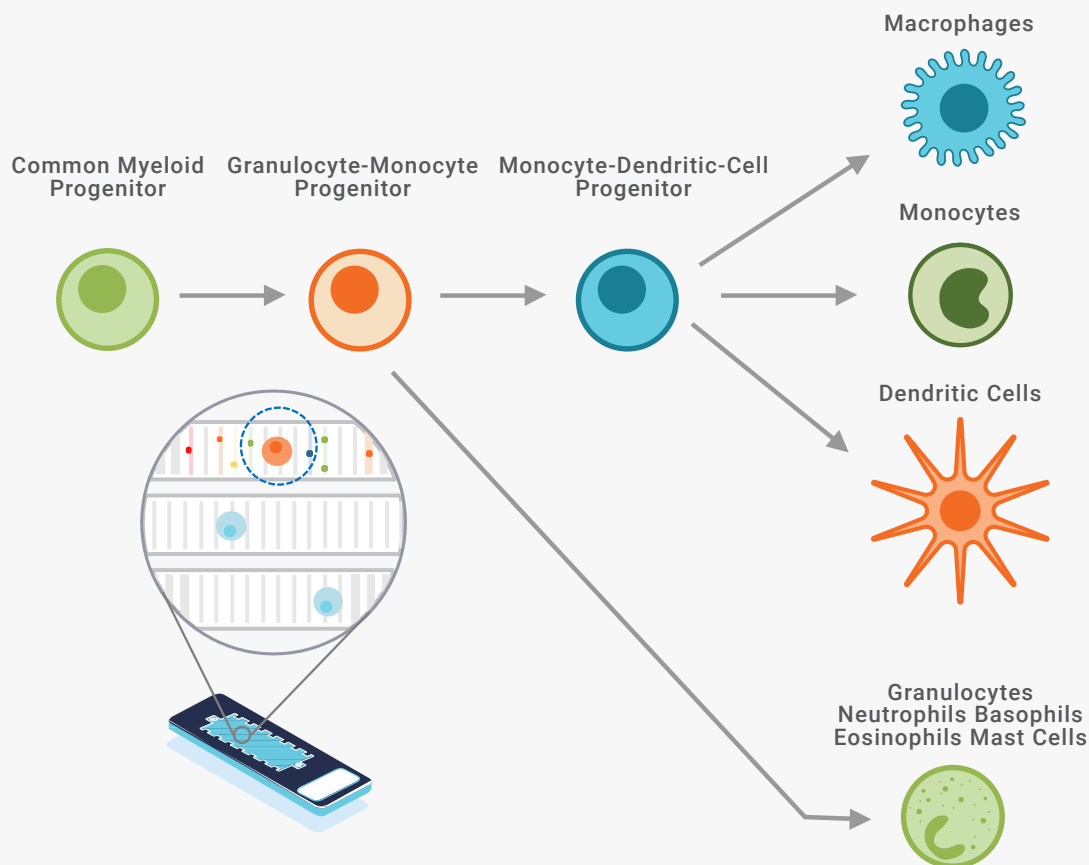 Macrophages
Common Myeloid
Progenitor
Granulocyte-Monocyte
Progenitor
Monocyte-Dendritic-Cell
Progenitor
Monocytes
Dendritic Cells
Granulocytes
Neutrophils Basophils
Eosinophils Mast Cells